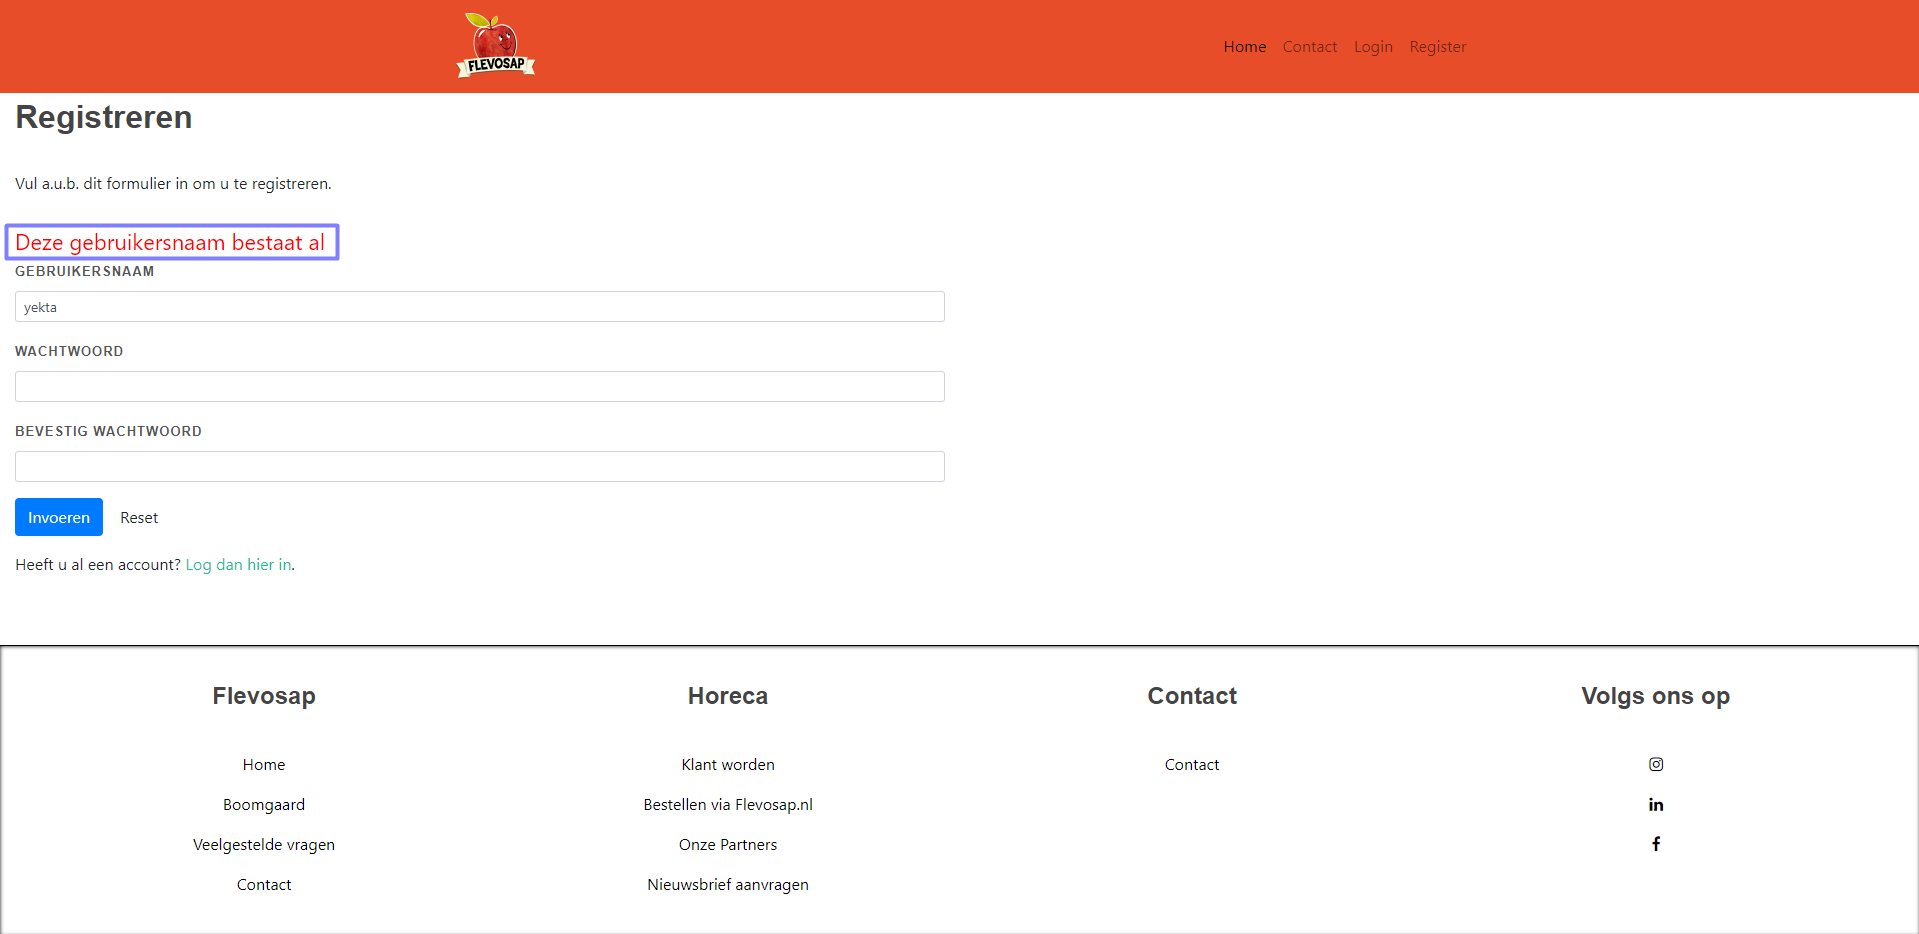 FLEVOSAP
Home Contact Login Register
Registreren
Vul a.u.b. dit formulier in om u te registreren.
Deze gebruikersnaam bestaat al
GEBRUIKERSNAAM
yekta
WACHTWOORD
BEVESTIG WACHTWOORD
Invoeren Reset
Heeft u al een account? Log dan hier in.
Flevosap
Home
Boomgaard
Veelgestelde vragen
Contact
Horeca
Klant worden
Bestellen via Flevosap.nl
Onze Partners
Nieuwsbrief aanvragen
Contact
Contact
Volgs ons op